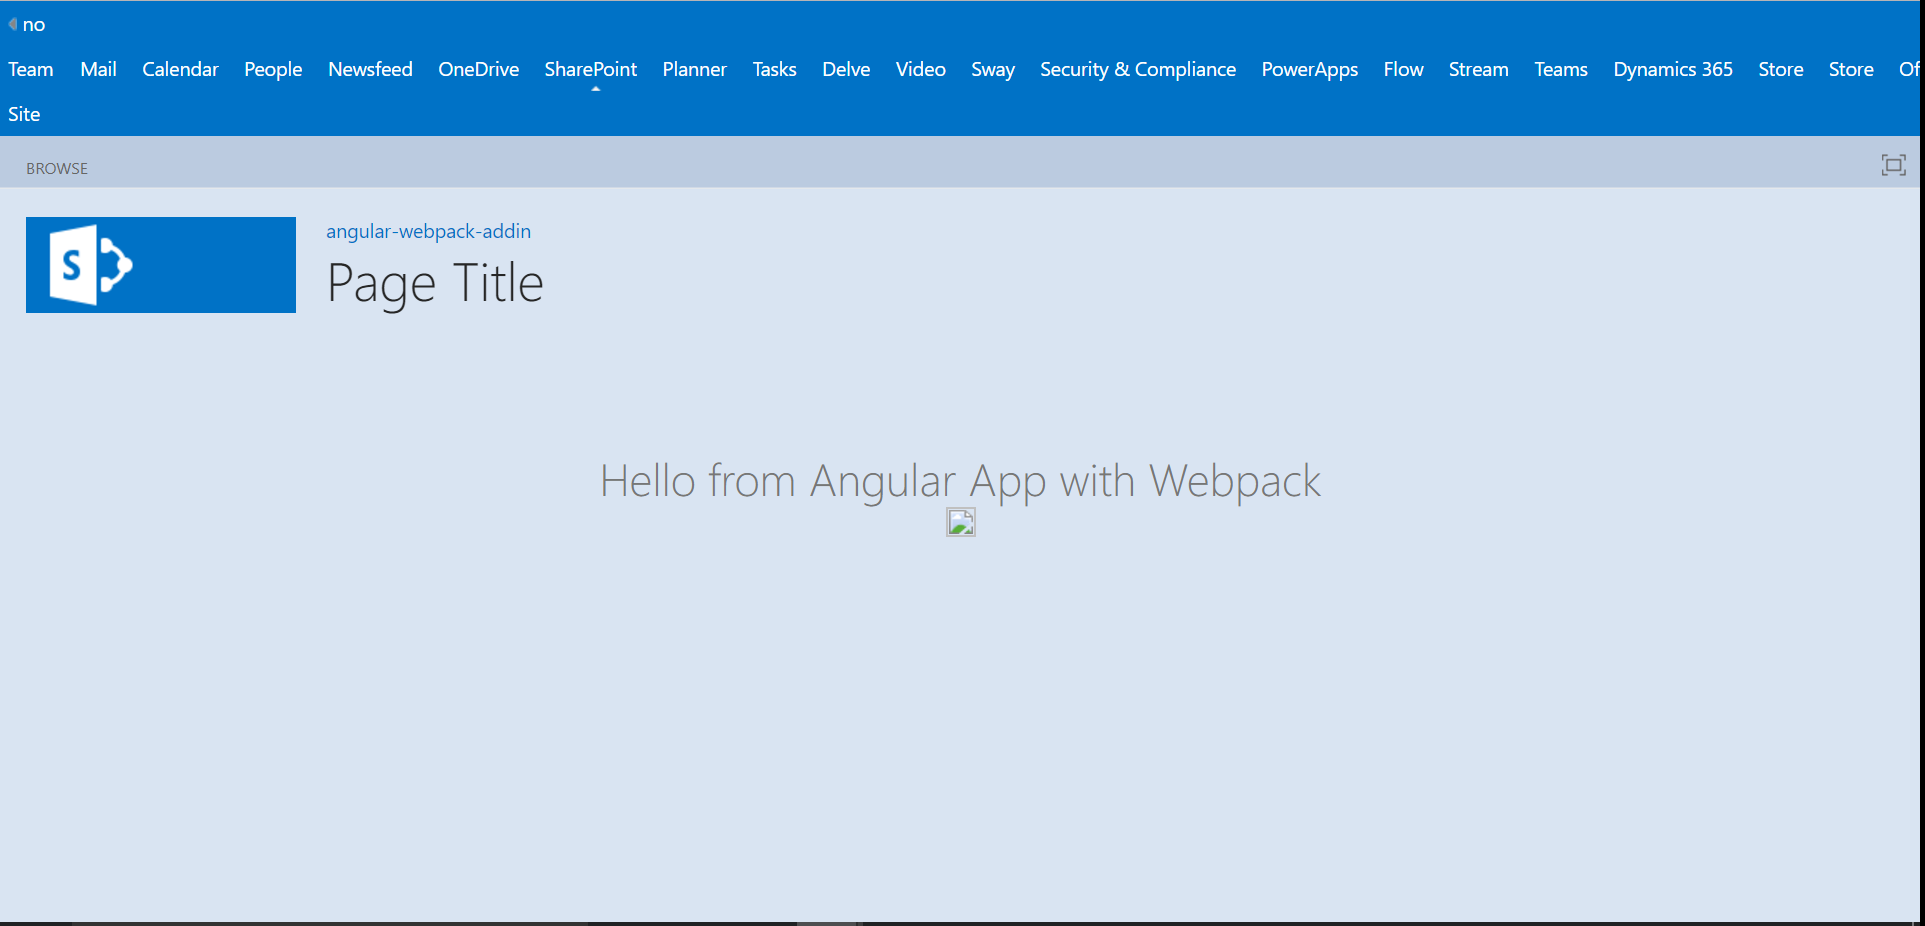 no
Team Mail Calendar People Newsfeed OneDrive SharePoint Planner Tasks Delve Video Sway Security & Compliance PowerApps Flow Stream Teams Dynamics 365 Store Store
Site
BROWSE
S
angular-webpack-addin
Page Title
Hello from Angular App with Webpack